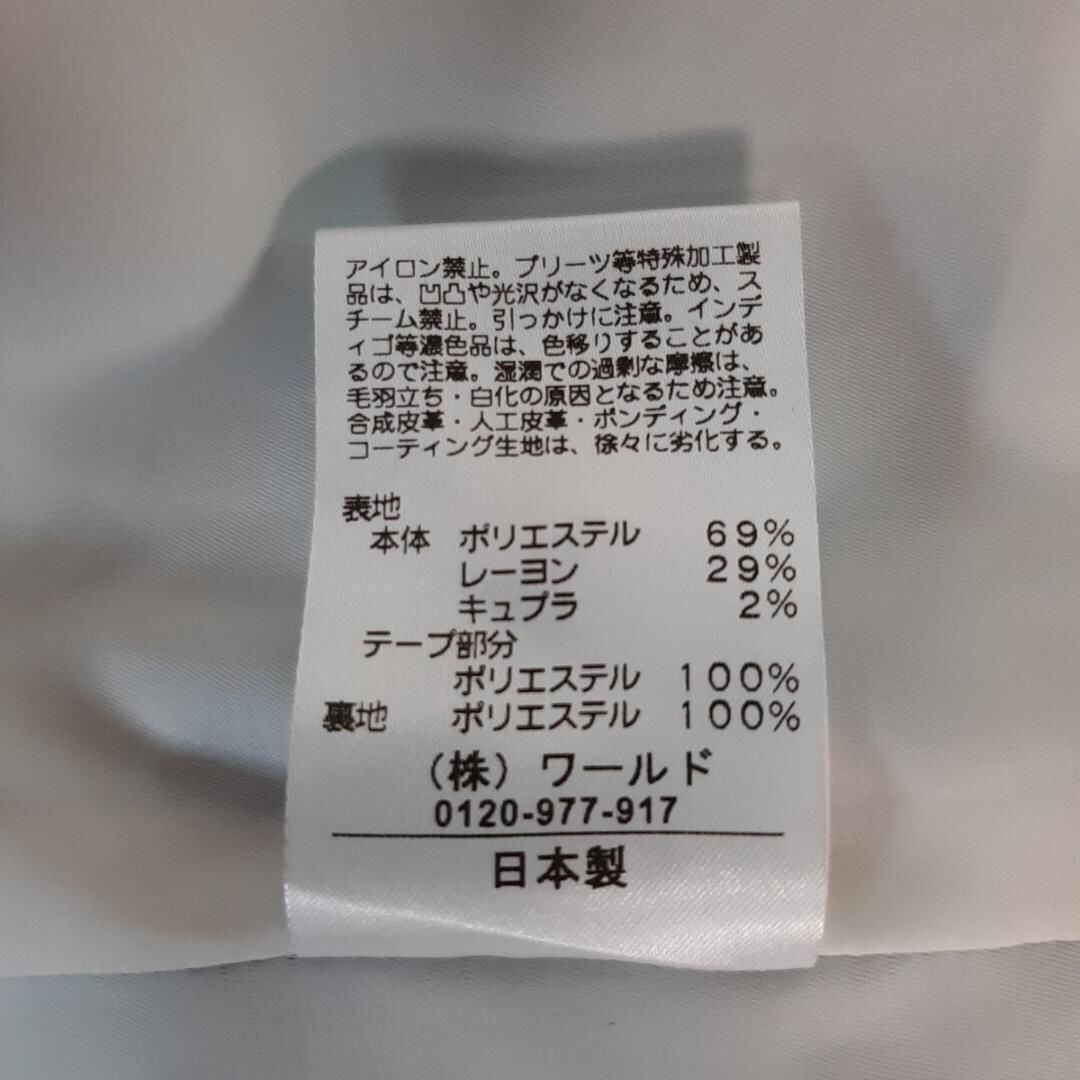 アイロン禁止。プリーツ等特殊加工製
品は、凹凸や光沢がなくなるため、ス
チーム禁止。引っかけに注意。インデ
ィゴ等濃色品は、色移りすることがあ
るので注意。湿潤での過剰な摩擦は、
毛羽立ち・白化の原因となるため注意。
合成皮革・人工皮革・ボンディング・
コーティング生地は、徐々に劣化する。
表地
本体 ポリエステル 69%
レーヨン 29%
キュプラ 2%
テープ部分
ポリエステル 100%
裏地 ポリエステル 100%
(株) ワールド
0120-977-917
日本製